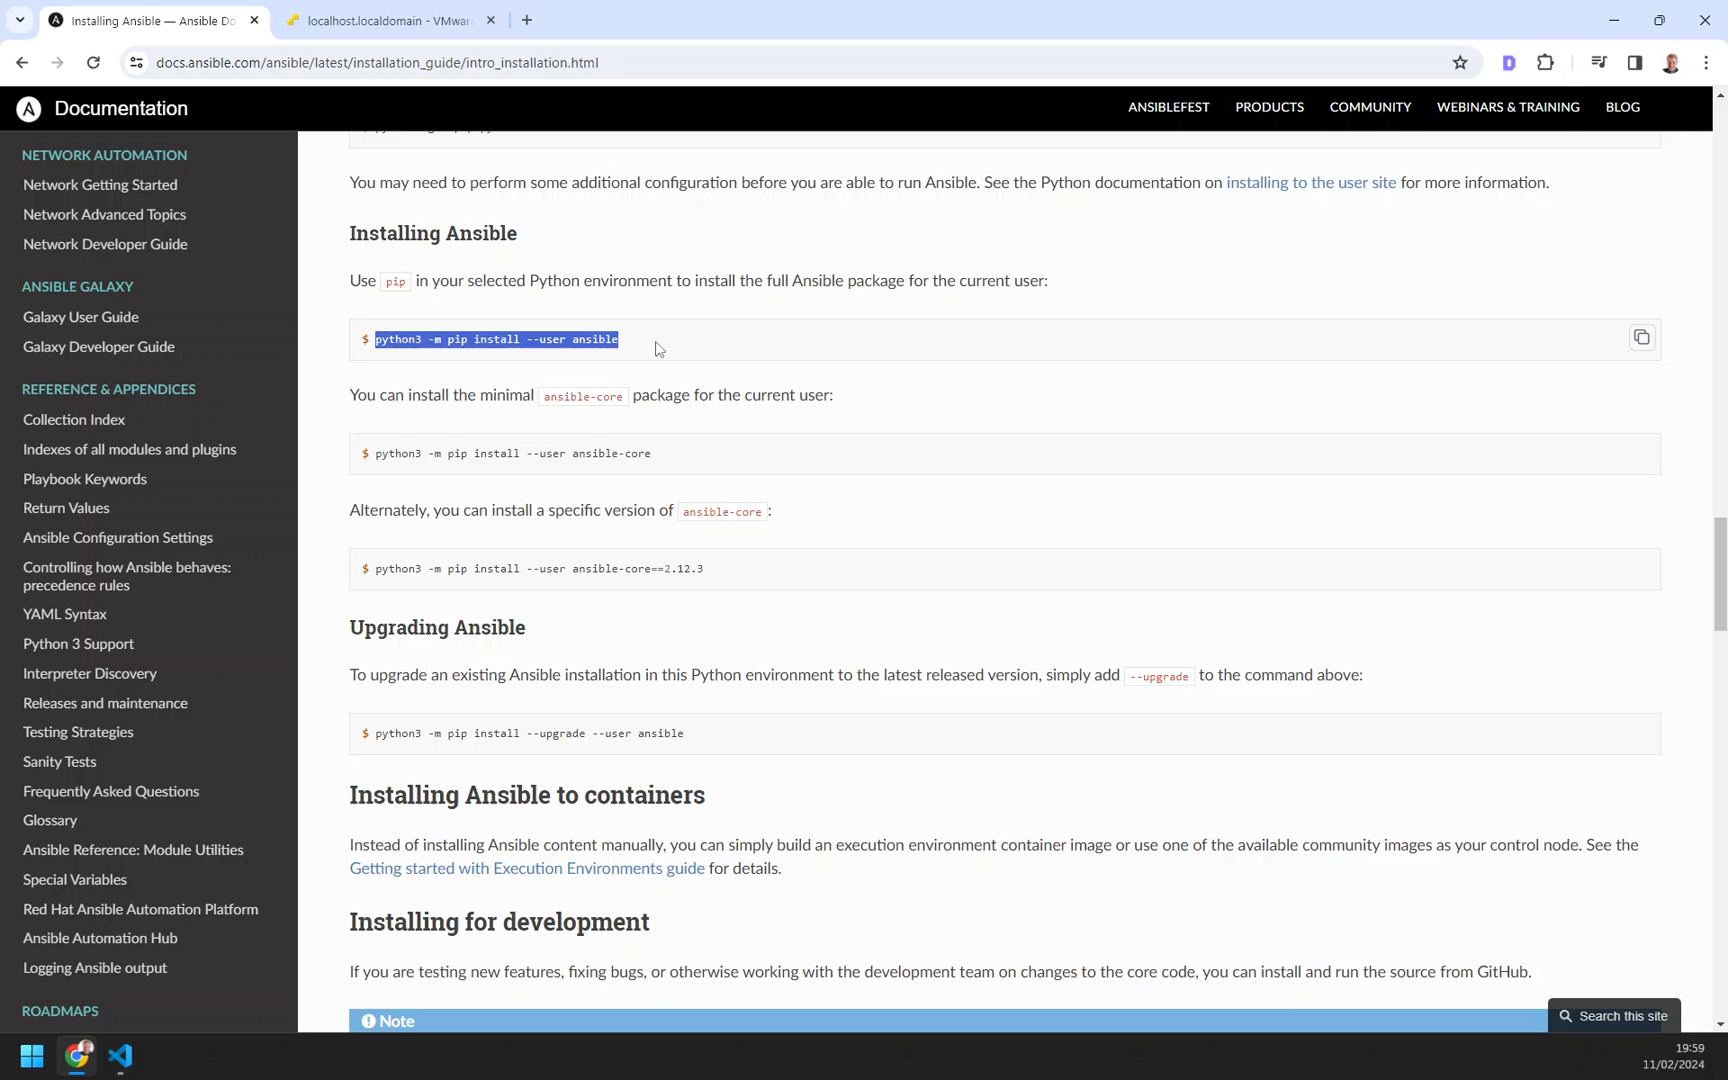 Installing Ansible — Ansible Do
localhost.localdomain - VMware
docs.ansible.com/ansible/latest/installation_guide/intro_installation.html
Documentation
ANSIBLEFEST
PRODUCTS
COMMUNITY
WEBINARS & TRAINING
BLOG
NETWORK AUTOMATION
Network Getting Started
Network Advanced Topics
Network Developer Guide
ANSIBLE GALAXY
Galaxy User Guide
Galaxy Developer Guide
REFERENCE & APPENDICES
Collection Index
Indexes of all modules and plugins
Playbook Keywords
Return Values
Ansible Configuration Settings
Controlling how Ansible behaves:
precedence rules
YAML Syntax
Python 3 Support
Interpreter Discovery
Releases and maintenance
Testing Strategies
Sanity Tests
Frequently Asked Questions
Glossary
Ansible Reference: Module Utilities
Special Variables
Red Hat Ansible Automation Platform
Ansible Automation Hub
Logging Ansible output
ROADMAPS
You may need to perform some additional configuration before you are able to run Ansible. See the Python documentation on installing to the user site for more information.
Installing Ansible
Use pip in your selected Python environment to install the full Ansible package for the current user:
$ python3 -m pip install --user ansible
You can install the minimal ansible-core package for the current user:
$ python3 -m pip install --user ansible-core
Alternately, you can install a specific version of ansible-core :
$ python3 -m pip install --user ansible-core==2.12.3
Upgrading Ansible
To upgrade an existing Ansible installation in this Python environment to the latest released version, simply add --upgrade to the command above:
$ python3 -m pip install --upgrade --user ansible
Installing Ansible to containers
Instead of installing Ansible content manually, you can simply build an execution environment container image or use one of the available community images as your control node. See the
Getting started with Execution Environments guide for details.
Installing for development
If you are testing new features, fixing bugs, or otherwise working with the development team on changes to the core code, you can install and run the source from GitHub.
Note
Search this site
19:59
11/02/2024